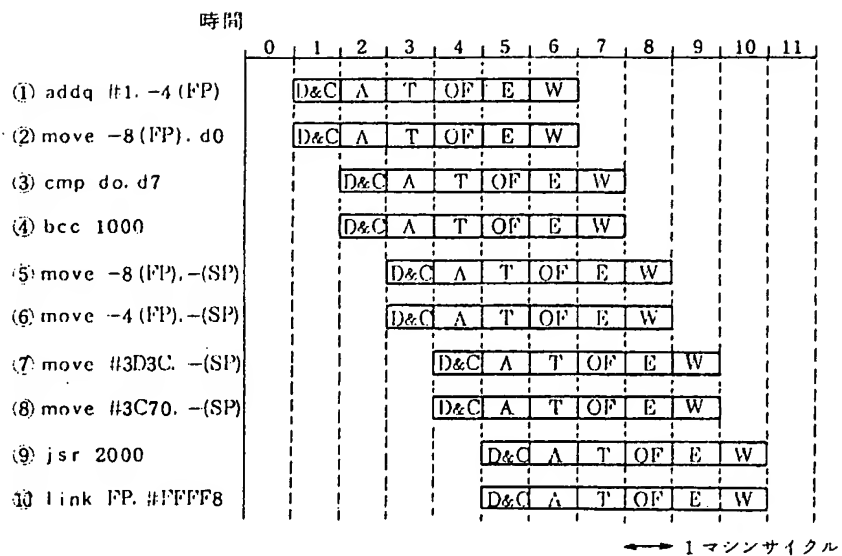 時間
0 1 2 3 4 5 6 7 8 9 10 11
① addq #1. -4(FP) D&C A T OF E W
② move -8(FP). d0 D&C A T OF E W
③ cmp do. d7 D&C A T OF E W
④ bcc 1000 D&C A T OF E W
⑤ move -8(FP). -(SP) D&C A T OF E W
⑥ move -4(FP). -(SP) D&C A T OF E W
⑦ move #3D3C. -(SP) D&C A T OF E W
⑧ move #3C70. -(SP) D&C A T OF E W
⑨ jsr 2000 D&C A T OF E W
⑩ link FP. #FFFF8 D&C A T OF E W
1マシンサイクル